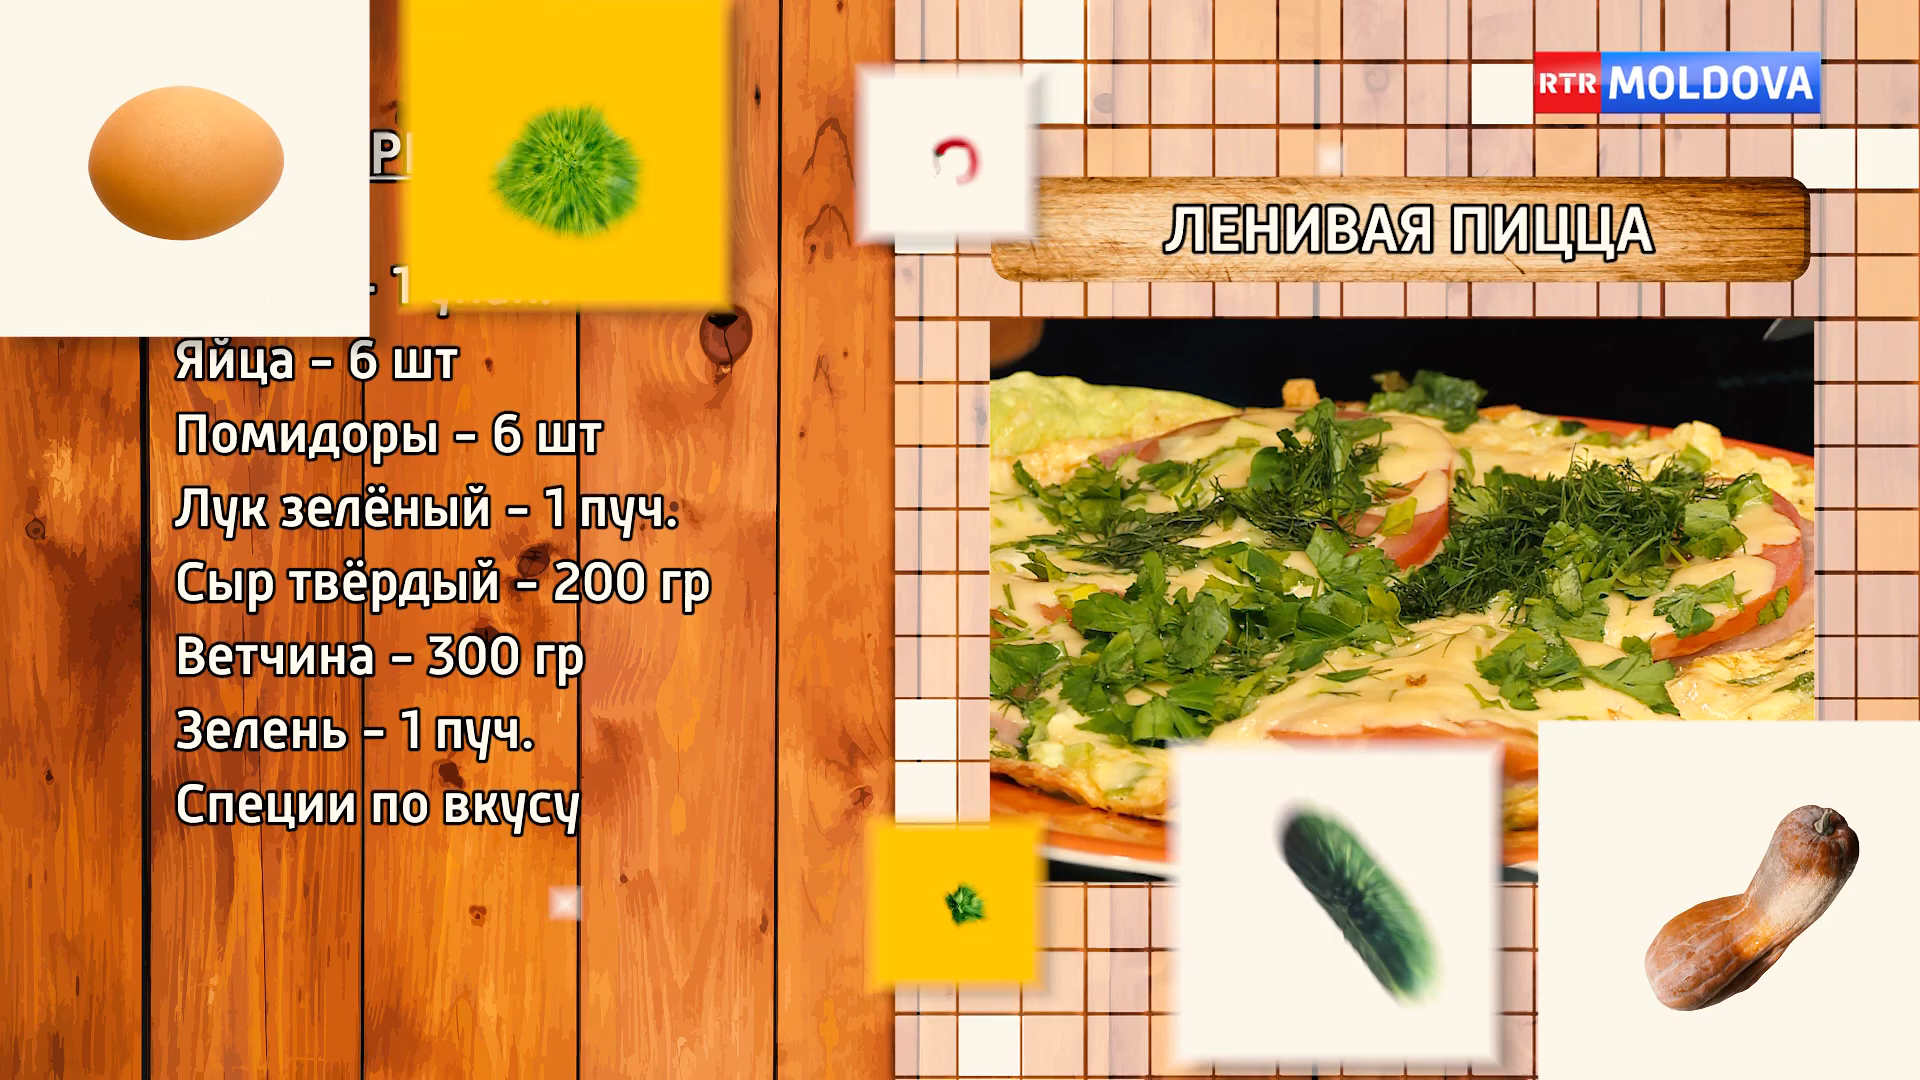 RTR MOLDOVA
ЛЕНИВАЯ ПИЦЦА
Яйца – 6 шт
Помидоры – 6 шт
Лук зелёный – 1 пуч.
Сыр твёрдый – 200 гр
Ветчина – 300 гр
Зелень – 1 пуч.
Специи по вкусу